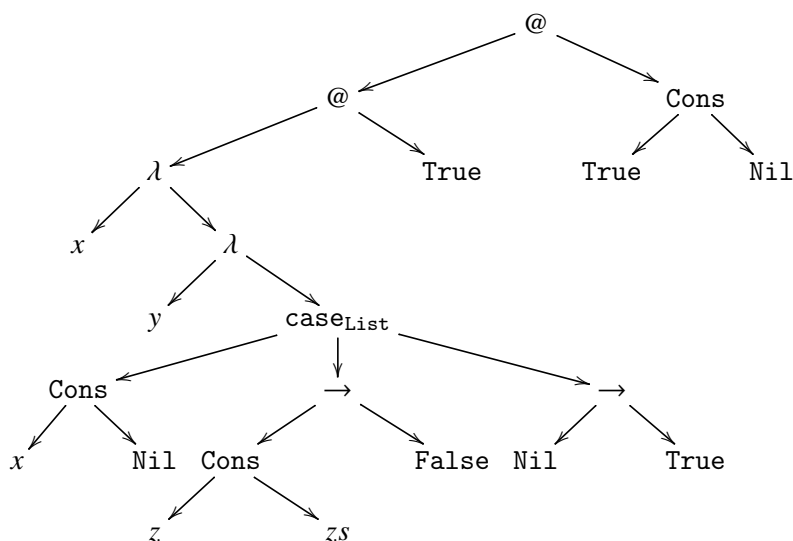 @
@ Cons
λ True True Nil
x λ
y case_List
Cons → →
x Nil Cons False Nil True
z zs